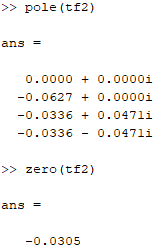 >> pole(tf2)
ans =
0.0000 + 0.0000i
-0.0627 + 0.0000i
-0.0336 + 0.0471i
-0.0336 - 0.0471i
>> zero(tf2)
ans =
-0.0305